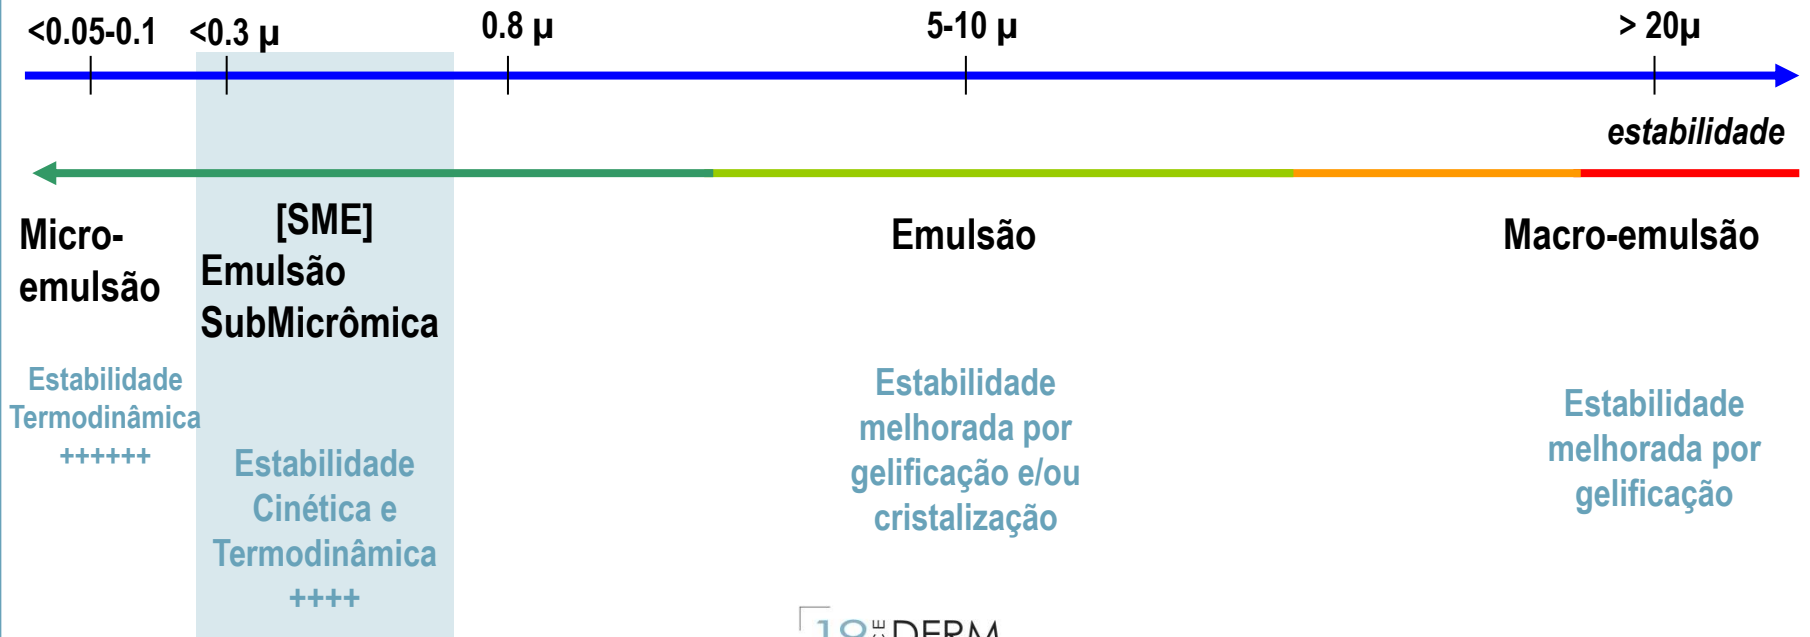 <0.05-0.1 <0.3 μ 0.8 μ 5-10 μ > 20μ
estabilidade
Micro-
emulsão
[SME]
Emulsão
SubMicrômica
Emulsão
Macro-emulsão
Estabilidade
Termodinâmica
++++++
Estabilidade
Cinética e
Termodinâmica
++++
Estabilidade
melhorada por
gelificação e/ou
cristalização
Estabilidade
melhorada por
gelificação
DERM